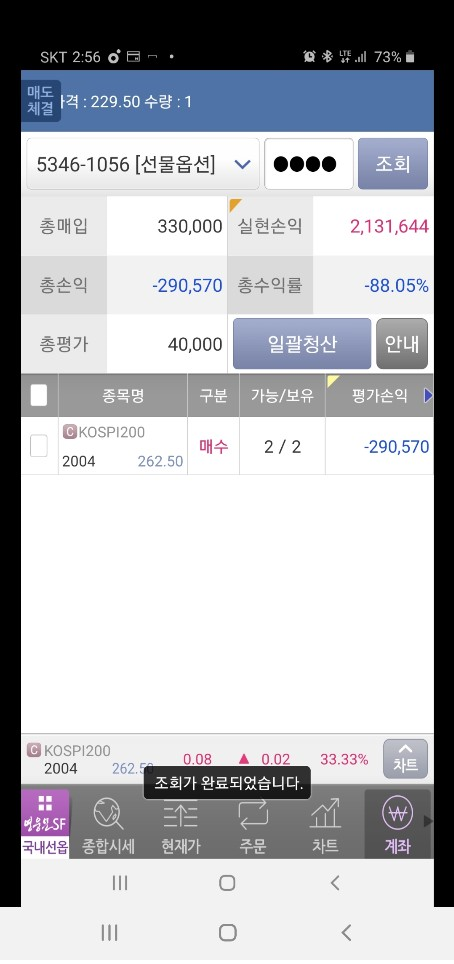 SKT 2:56
LTE
73%
매도
체결
가격 : 229.50 수량 : 1
5346-1056 [선물옵션]
●●●●
조회
총매입 330,000 실현손익 2,131,644
총손익 -290,570 총수익률 -88.05%
총평가 40,000 일괄청산 안내
종목명 구분 가능/보유 평가손익
C KOSPI200
매수 2 / 2 -290,570
2004 262.50
C KOSPI200
0.08 ▲ 0.02 33.33%
2004 262.50
차트
조회가 완료되었습니다.
영웅문SF
국내선옵 종합시세 현재가 주문 차트 계좌